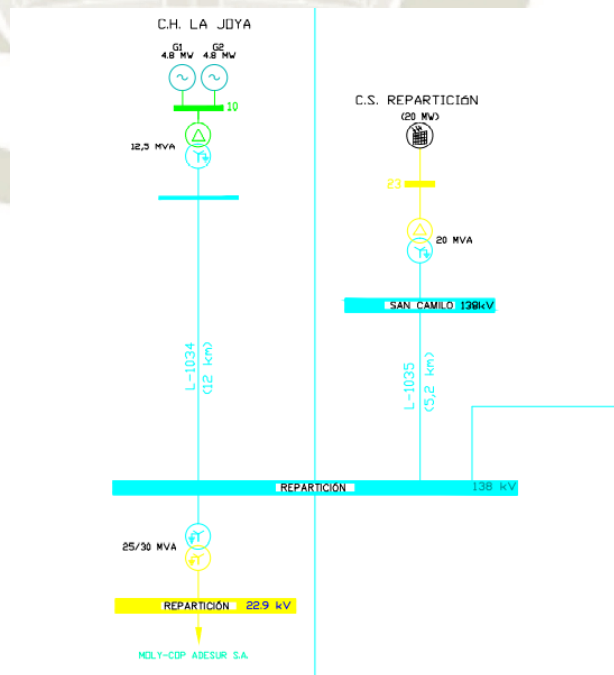 C.H. LA JOYA
G1 G2
4.8 MW 4.8 MW
10
12,5 MVA
L-1034
(12 km)
C.S. REPARTICIÓN
(20 MW)
23
20 MVA
SAN CAMILO 138kV
L-1035
(5,2 km)
REPARTICIÓN 138 kV
25/30 MVA
REPARTICIÓN 22.9 kV
MOLY-COP ADESUR S.A.